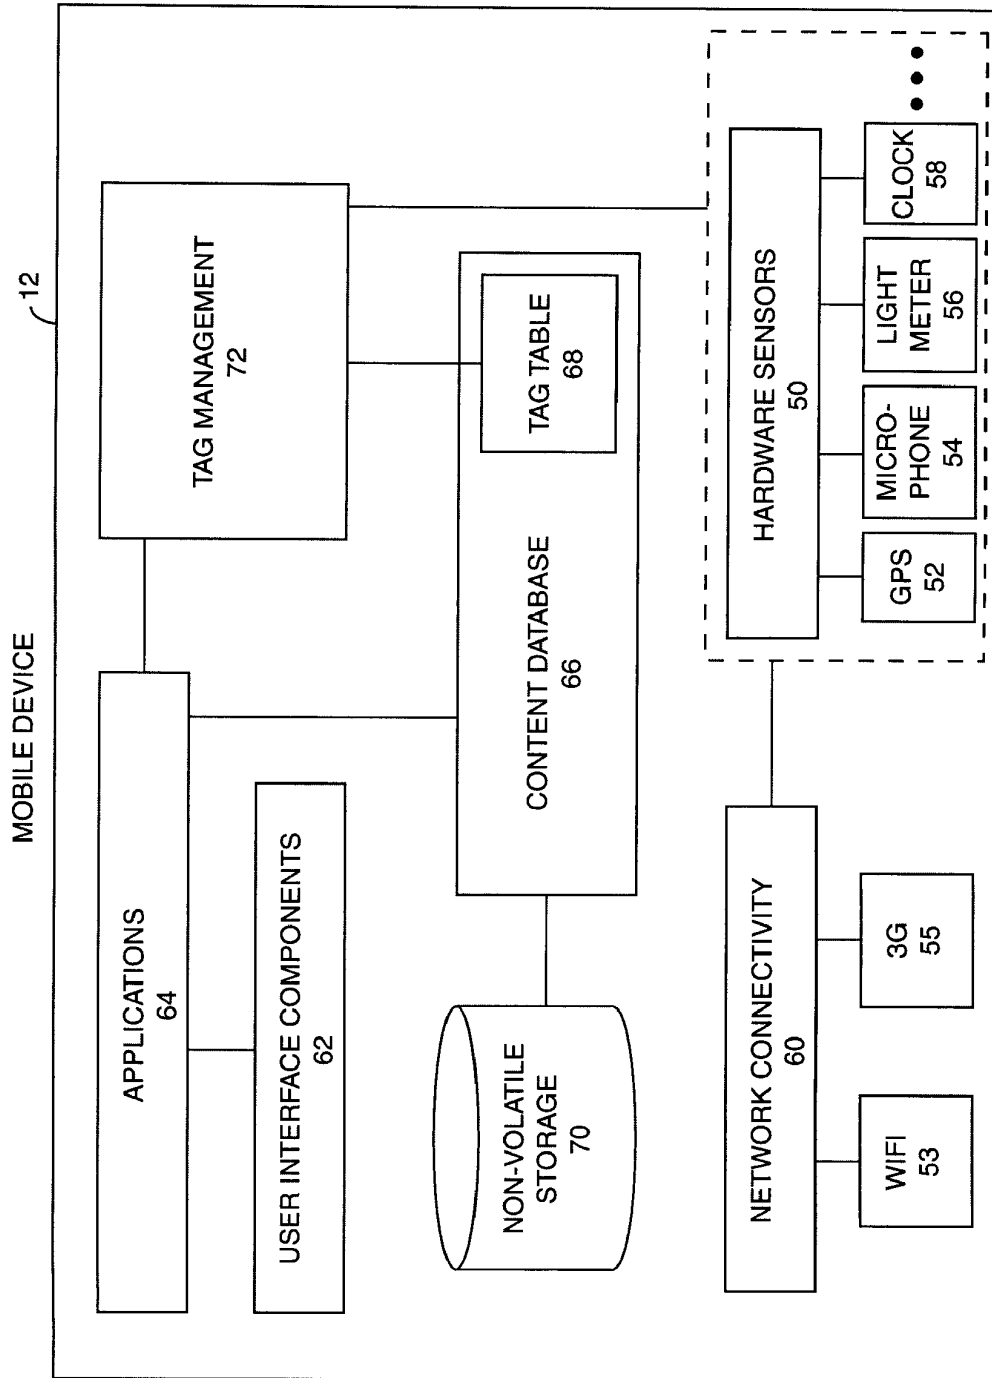 MOBILE DEVICE
12
APPLICATIONS
64
TAG MANAGEMENT
72
USER INTERFACE COMPONENTS
62
NON-VOLATILE
STORAGE
70
CONTENT DATABASE
66
TAG TABLE
68
NETWORK CONNECTIVITY
60
WIFI
53
3G
55
HARDWARE SENSORS
50
GPS
52
MICRO-
PHONE
54
LIGHT
METER
56
CLOCK
58